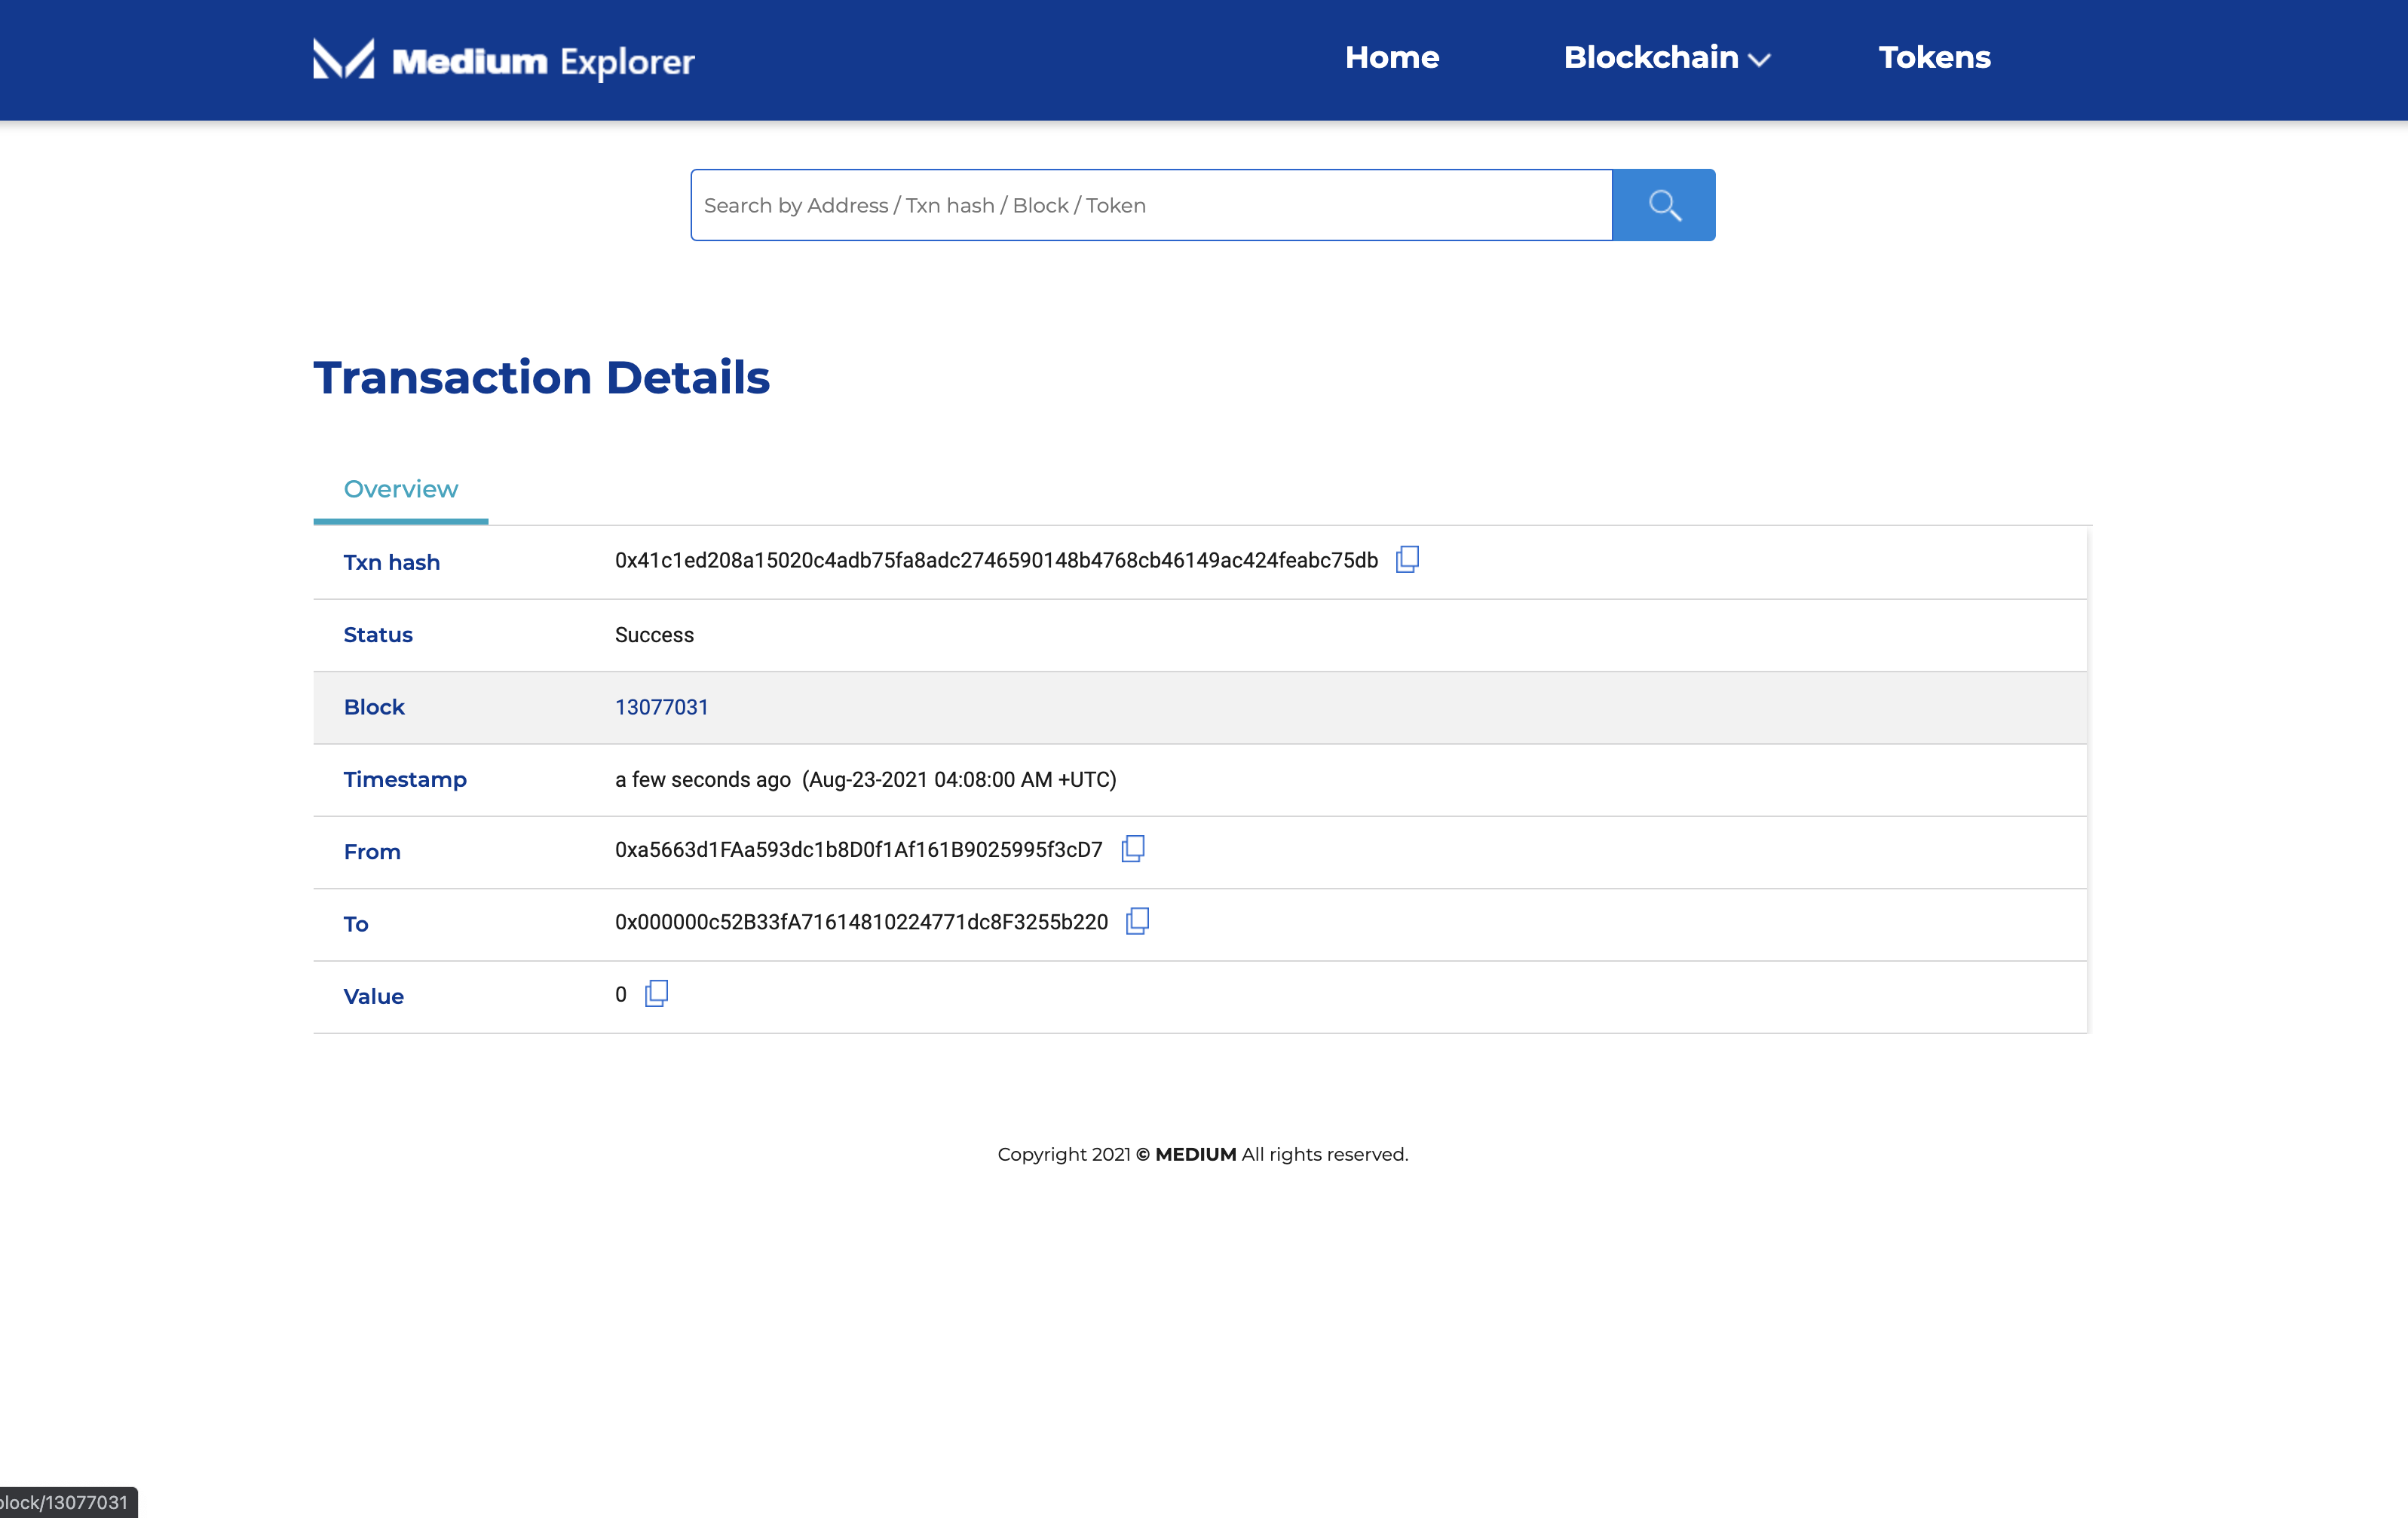 Medium Explorer
Home Blockchain Tokens
Search by Address / Txn hash / Block / Token
Transaction Details
Overview
Txn hash 0x41c1ed208a15020c4adb75fa8adc2746590148b4768cb46149ac424feabc75db
Status Success
Block 13077031
Timestamp a few seconds ago (Aug-23-2021 04:08:00 AM +UTC)
From 0xa5663d1FAa593dc1b8D0f1Af161B9025995f3cD7
To 0x000000c52B33fA71614810224771dc8F3255b220
Value 0
Copyright 2021 © MEDIUM All rights reserved.
block/13077031